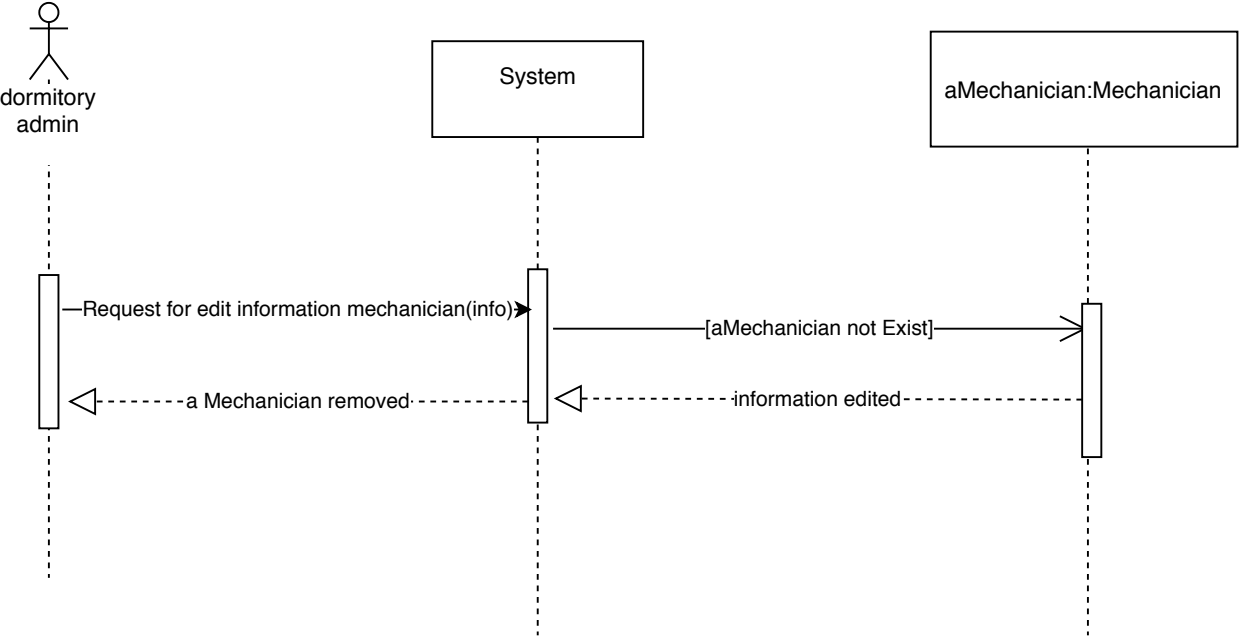 dormitory
admin
System
aMechanician:Mechanician
Request for edit information mechanician(info)
[aMechanician not Exist]
a Mechanician removed
information edited